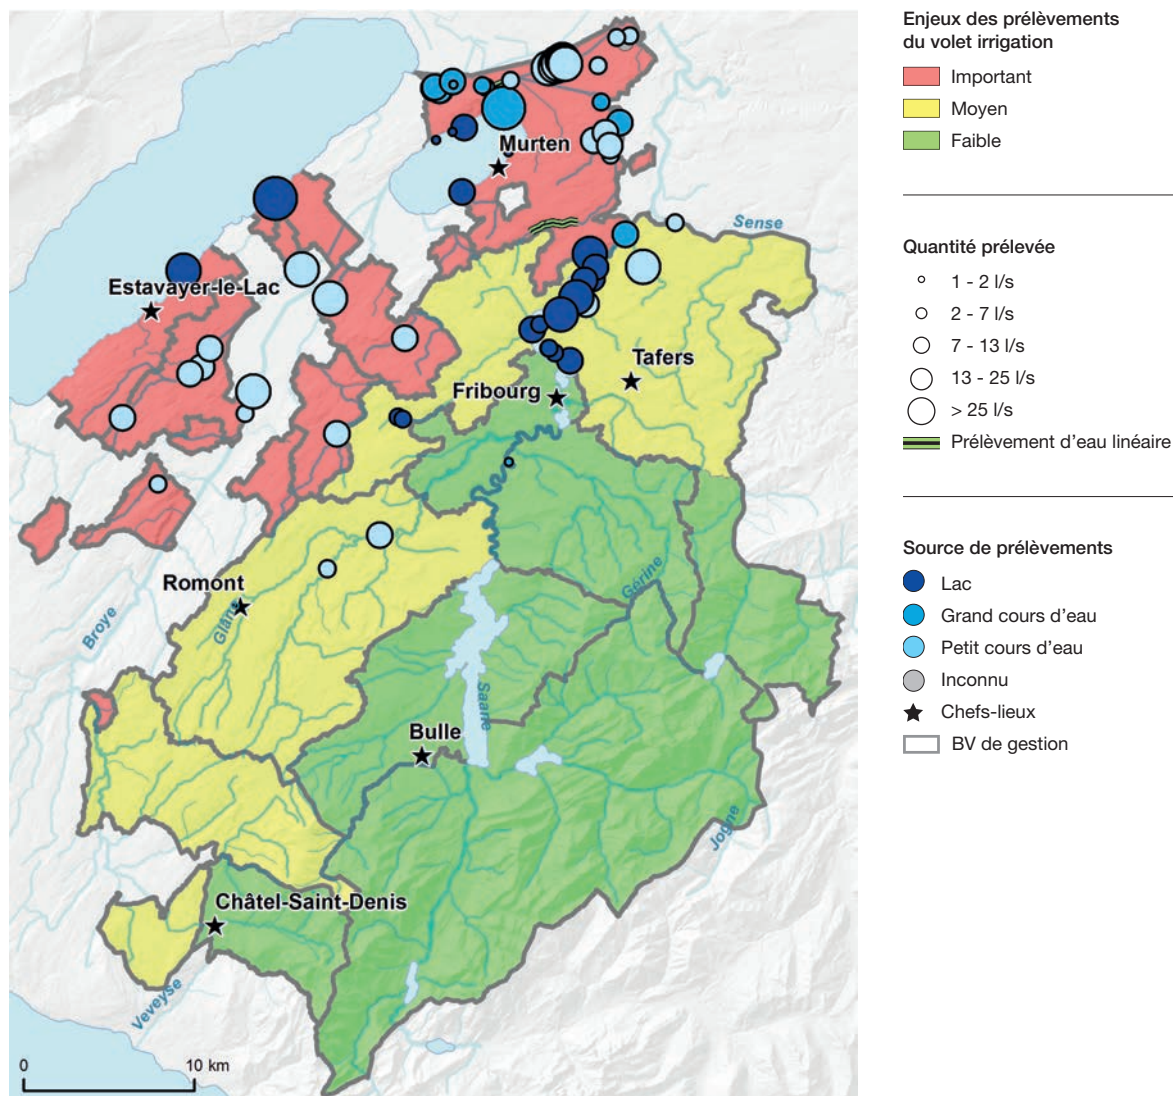 Murten
Sense
Estavayer-le-Lac
Tafers
Fribourg
Romont
Glâne
Broye
Gérine
Sarine
Bulle
Jogne
Châtel-Saint-Denis
Veveyse
0
10 km
Enjeux des prélèvements
du volet irrigation
Important
Moyen
Faible
Quantité prélevée
1 - 2 l/s
2 - 7 l/s
7 - 13 l/s
13 - 25 l/s
> 25 l/s
Prélèvement d'eau linéaire
Source de prélèvements
Lac
Grand cours d'eau
Petit cours d'eau
Inconnu
Chefs-lieux
BV de gestion